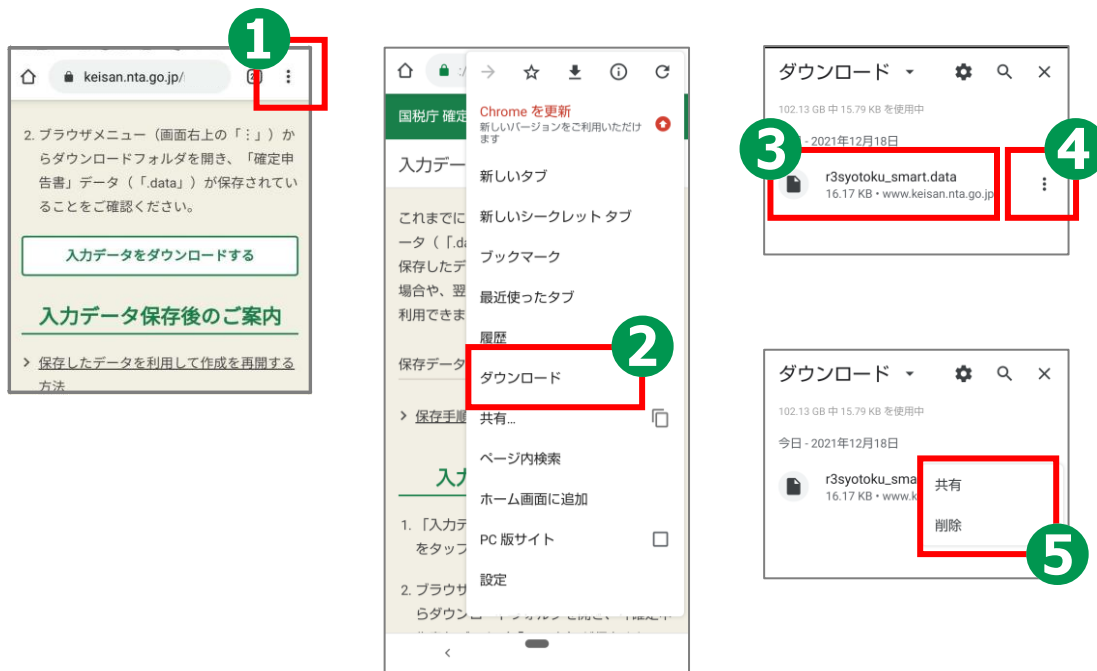 1
keisan.nta.go.jp/
2. ブラウザメニュー（画面右上の「⋮」）か
らダウンロードフォルダを開き、「確定申
告書」データ（「.data」）が保存されてい
ることをご確認ください。
入力データをダウンロードする
入力データ保存後のご案内
> 保存したデータを利用して作成を再開する
方法
国税庁 確定
入力デー
これまでに
ータ（「.da
保存したデ
場合や、翌
利用できま
保存データ
> 保存手順
入力
1. 「入力デ
をタップ
2. ブラウザ
らダウン
Chrome を更新
新しいバージョンをご利用いただけ
ます
新しいタブ
新しいシークレット タブ
ブックマーク
最近使ったタブ
履歴
2
ダウンロード
共有...
ページ内検索
ホーム画面に追加
PC 版サイト
設定
ダウンロード
102.13 GB 中 15.79 KB を使用中
3
4
- 2021年12月18日
r3syotoku_smart.data
16.17 KB • www.keisan.nta.go.jp
ダウンロード
102.13 GB 中 15.79 KB を使用中
今日 - 2021年12月18日
r3syotoku_sma
16.17 KB • www.k
共有
削除
5